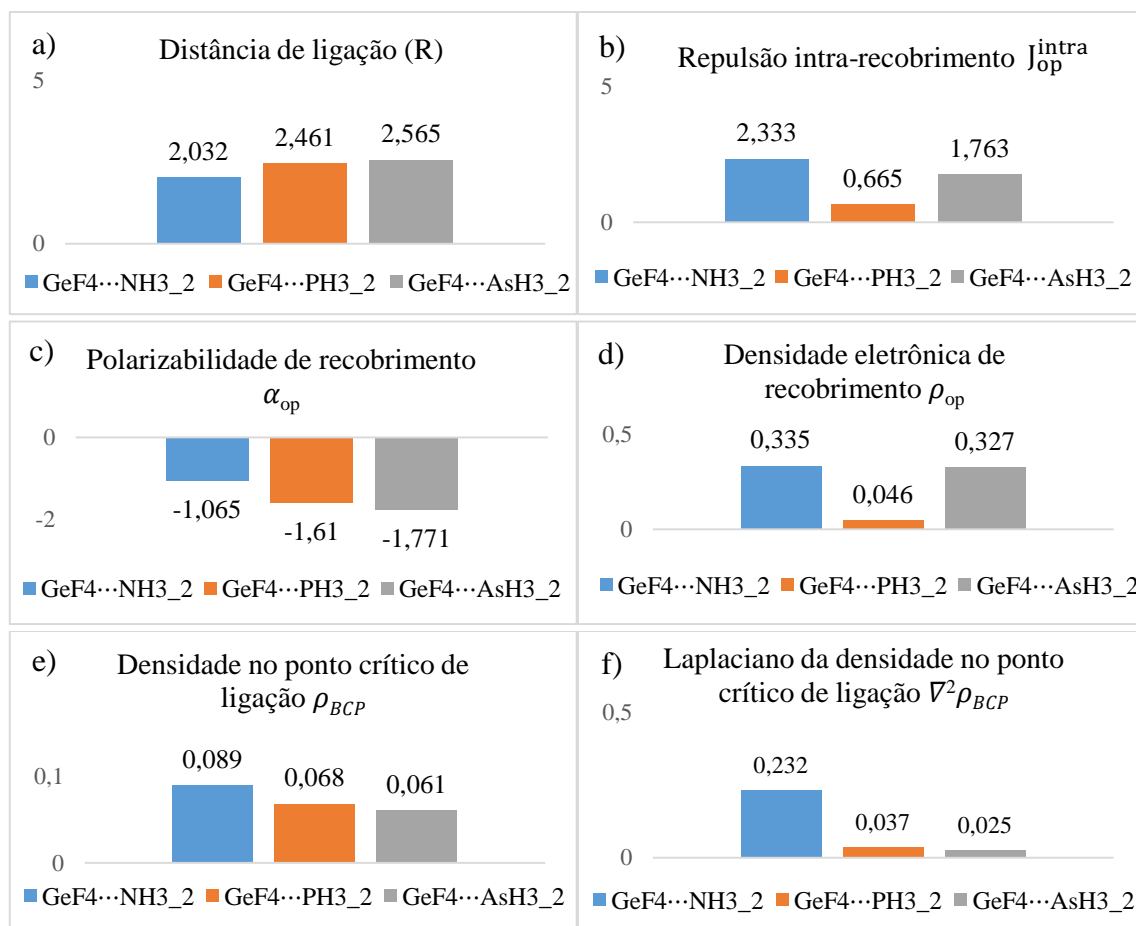 a)
Distância de ligação (R)
5
2,032
2,461
2,565
0
GeF4⋯NH3_2 GeF4⋯PH3_2 GeF4⋯AsH3_2
b)
Repulsão intra-recobrimento J_op^intra
5
2,333
0,665
1,763
0
GeF4⋯NH3_2 GeF4⋯PH3_2 GeF4⋯AsH3_2
c)
Polarizabilidade de recobrimento
α_op
0
-1,065
-1,61
-1,771
-2
GeF4⋯NH3_2 GeF4⋯PH3_2 GeF4⋯AsH3_2
d)
Densidade eletrônica de
recobrimento ρ_op
0,5
0,335
0,046
0,327
0
GeF4⋯NH3_2 GeF4⋯PH3_2 GeF4⋯AsH3_2
e)
Densidade no ponto crítico de
ligação ρ_BCP
0,1
0,089
0,068
0,061
0
GeF4⋯NH3_2 GeF4⋯PH3_2 GeF4⋯AsH3_2
f)
Laplaciano da densidade no ponto
crítico de ligação ∇²ρ_BCP
0,5
0,232
0,037
0,025
0
GeF4⋯NH3_2 GeF4⋯PH3_2 GeF4⋯AsH3_2